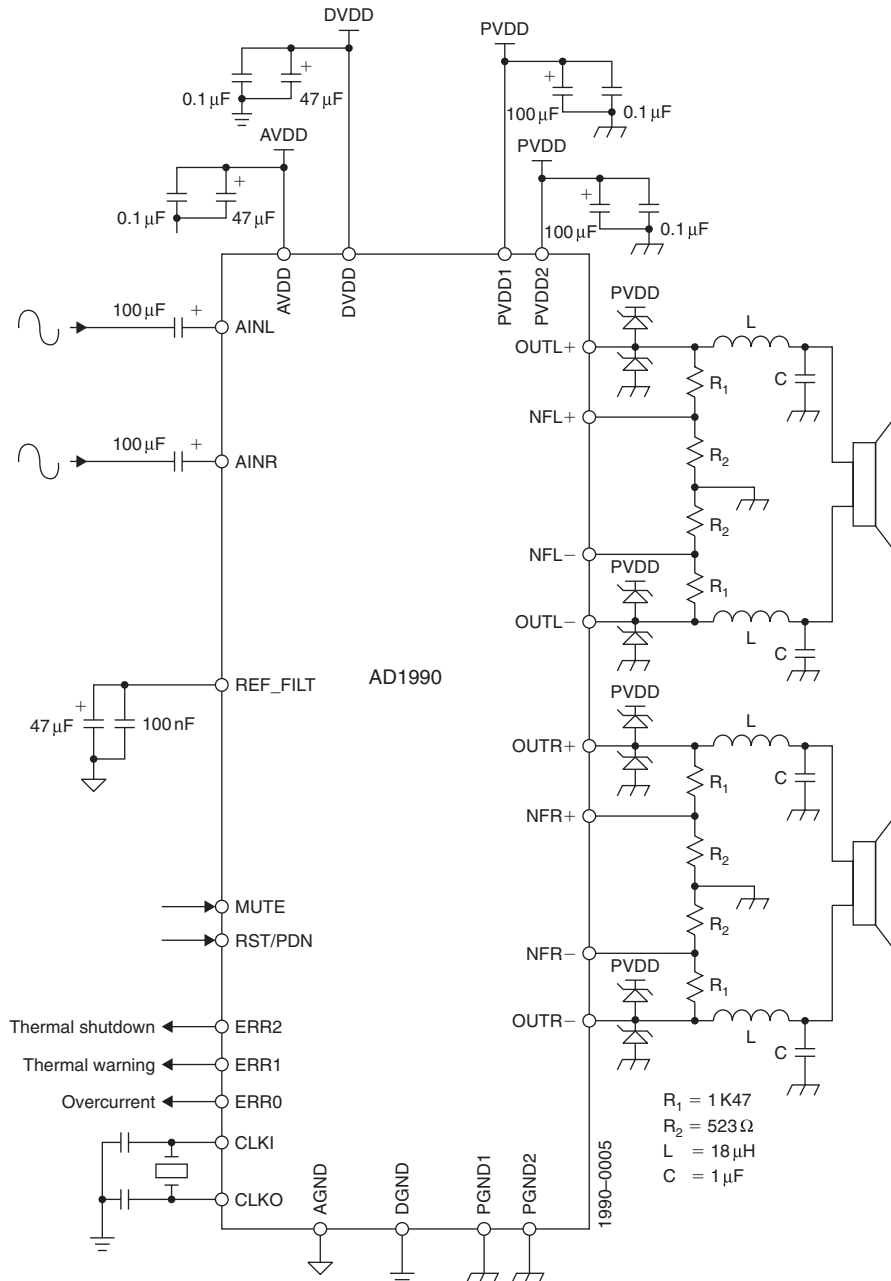 DVDD
PVDD
+
0.1 µF
47 µF
+
100 µF
0.1 µF
AVDD
PVDD
+
0.1 µF
47 µF
+
100 µF
0.1 µF
AVDD
DVDD
PVDD1
PVDD2
100 µF
+
AINL
100 µF
+
AINR
REF_FILT
+
47 µF
100 nF
AD1990
MUTE
RST/PDN
Thermal shutdown
ERR2
Thermal warning
ERR1
Overcurrent
ERR0
CLKI
CLKO
AGND
DGND
PGND1
PGND2
1990–0005
PVDD
OUTL+
L
C
R1
NFL+
R2
R2
NFL−
PVDD
R1
OUTL−
L
C
PVDD
OUTR+
L
C
R1
NFR+
R2
R2
NFR−
PVDD
R1
OUTR−
L
C
R1 = 1 K47
R2 = 523 Ω
L = 18 µH
C = 1 µF